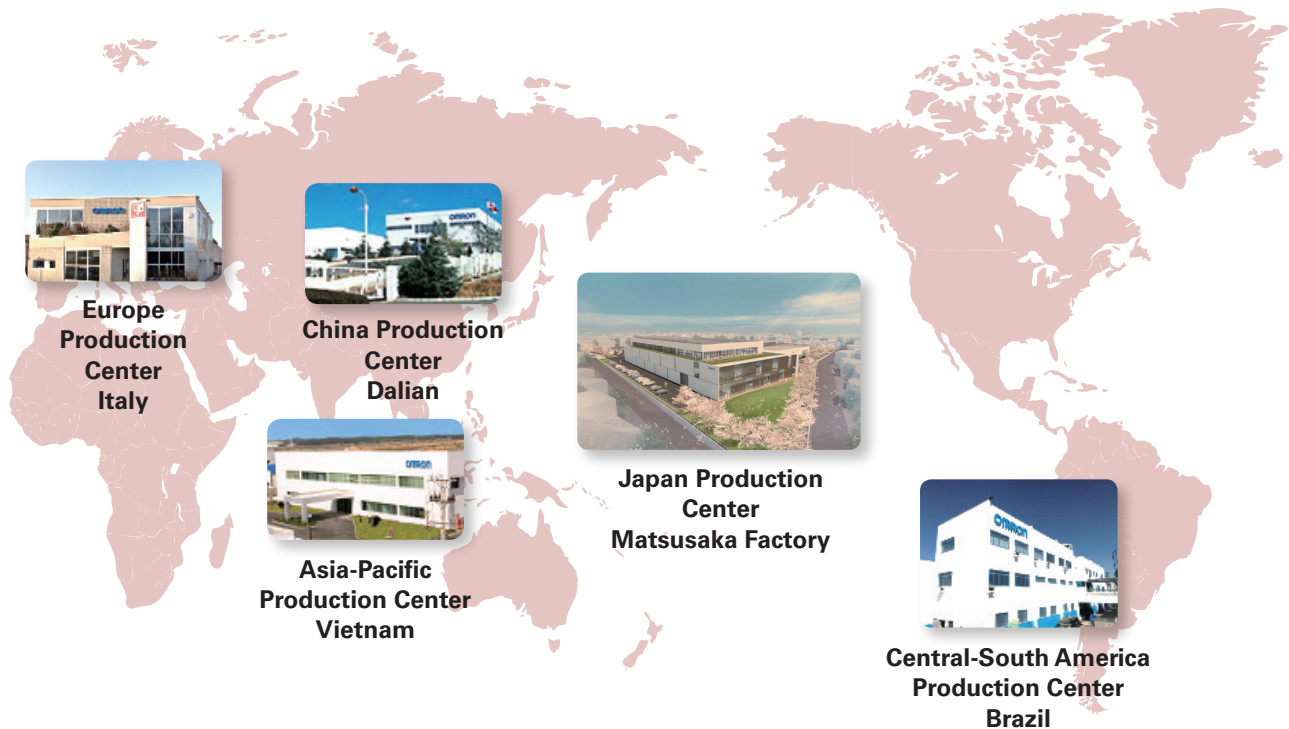 OMRON
Europe
Production
Center
Italy
OMRON
China Production
Center
Dalian
OMRON
Asia-Pacific
Production Center
Vietnam
Japan Production
Center
Matsusaka Factory
OMRON
Central-South America
Production Center
Brazil